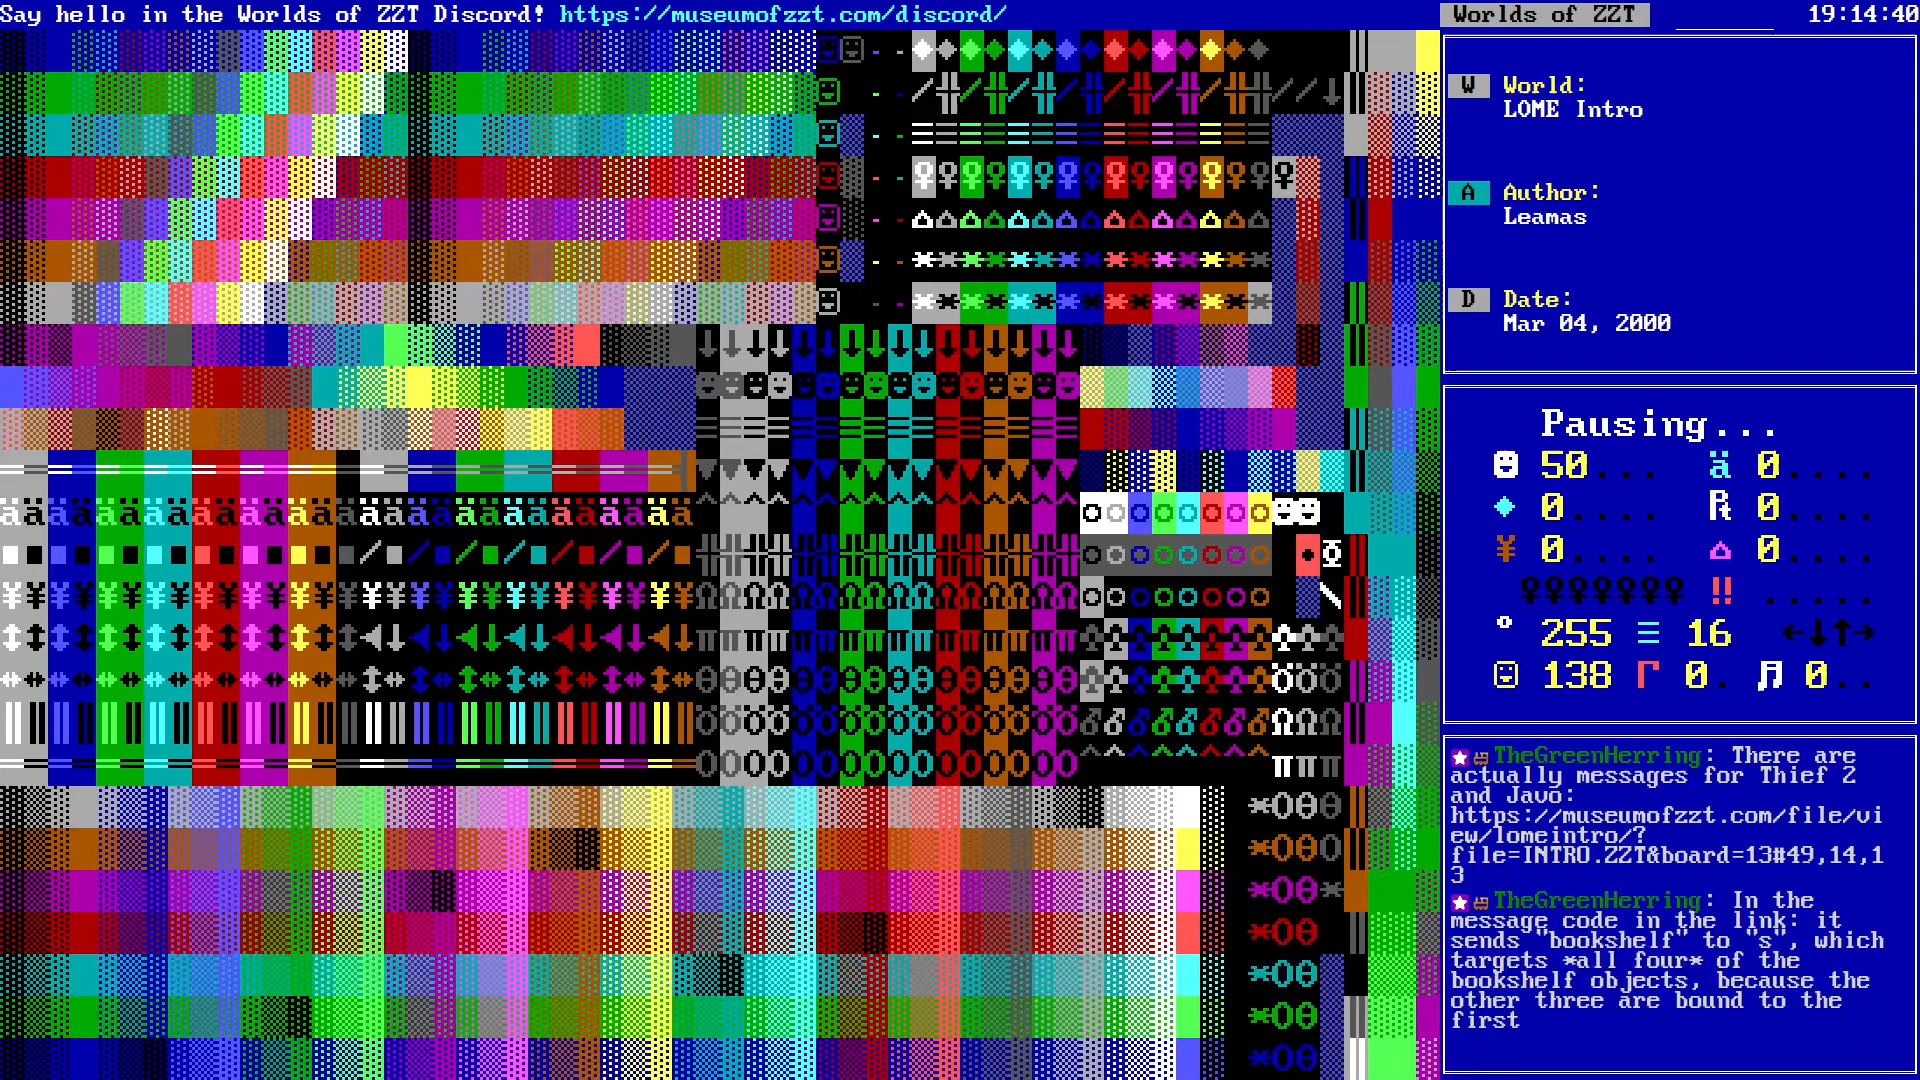 Say hello in the Worlds of ZZT Discord! https://museumofzzt.com/discord/
Worlds of ZZT
19:14:40
W World:
LOME Intro
A Author:
Leamas
D Date:
Mar 04, 2000
Pausing...
50... ä 0....
0.... 0....
0.... 0....
255 16
138 0. 0..
TheGreenHerring: There are
actually messages for Thief 2
and Javo:
https://museumofzzt.com/file/vi
ew/lomeintro/?
file=INTRO.ZZT&board=13#49,14,1
3
TheGreenHerring: In the
message code in the link: it
sends "bookshelf" to "s", which
targets *all four* of the
bookshelf objects, because the
other three are bound to the
first